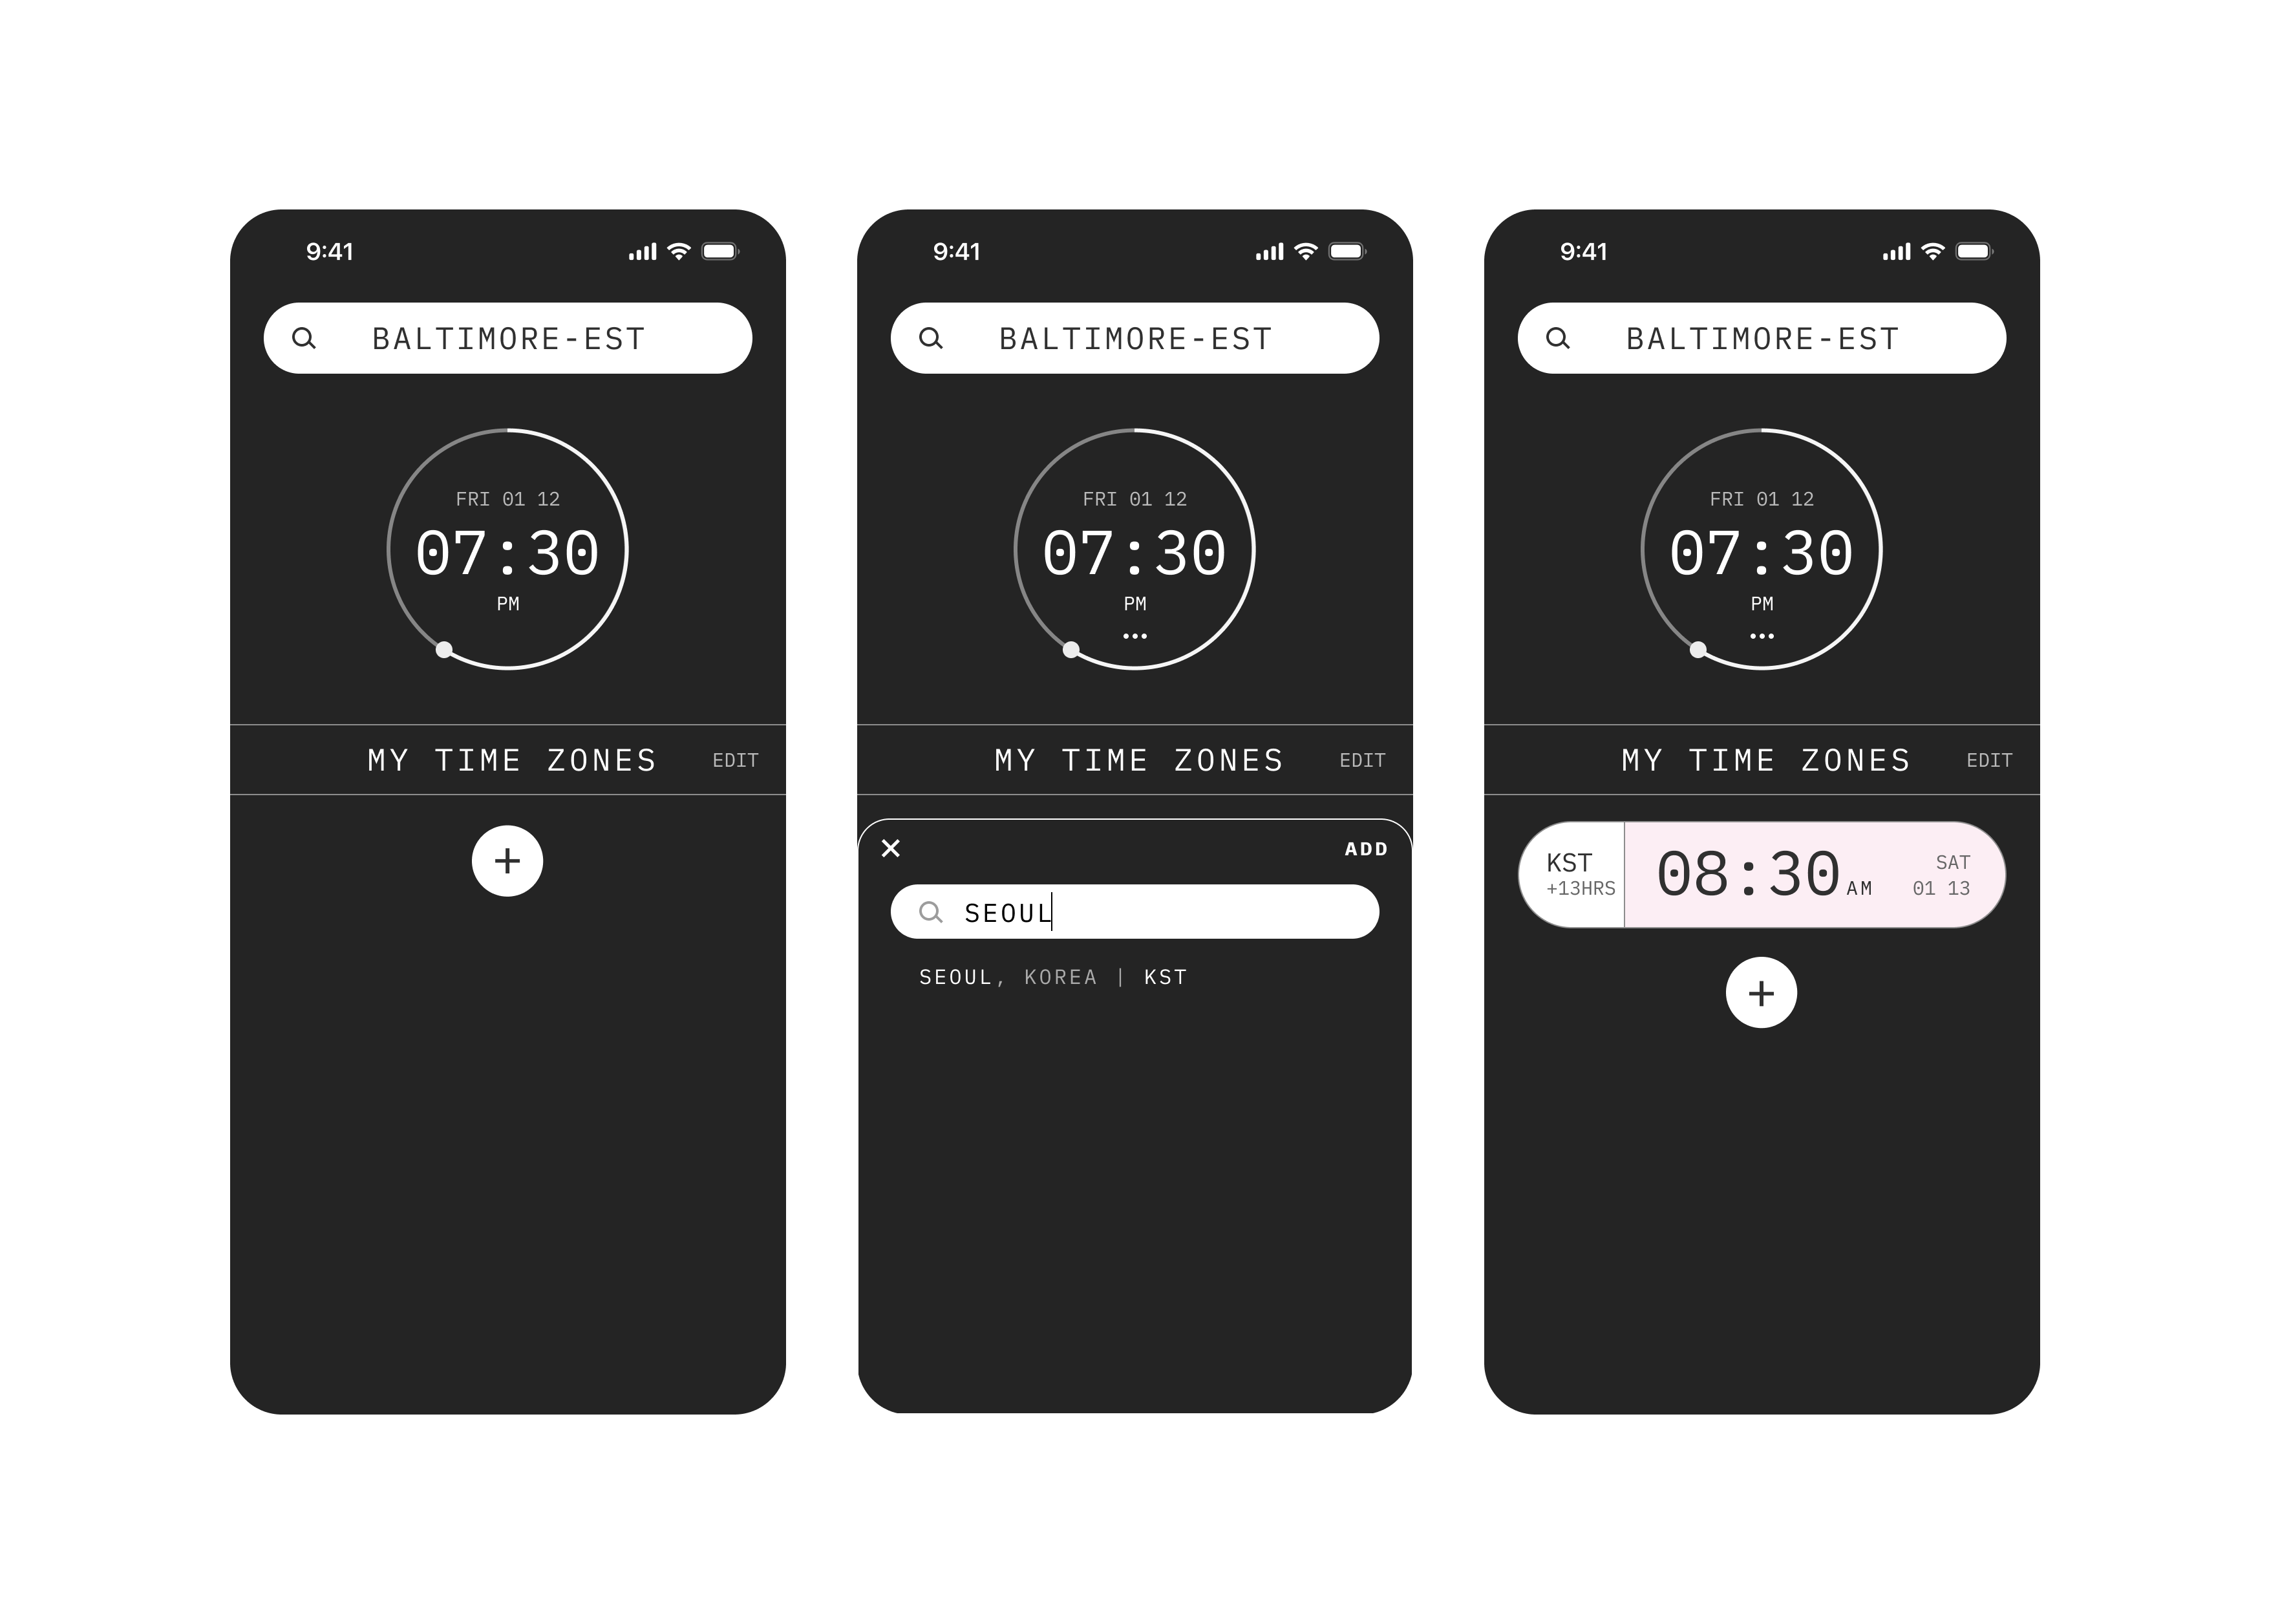 9:41
BALTIMORE-EST
FRI 01 12
07:30
PM
MY TIME ZONES EDIT
9:41
BALTIMORE-EST
FRI 01 12
07:30
PM
MY TIME ZONES EDIT
ADD
SEOUL
SEOUL, KOREA | KST
9:41
BALTIMORE-EST
FRI 01 12
07:30
PM
MY TIME ZONES EDIT
KST
+13HRS
08:30 AM
SAT
01 13